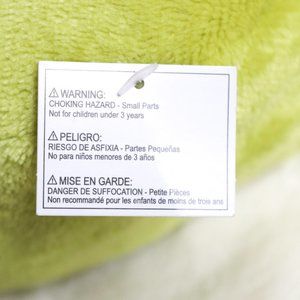 ⚠ WARNING:
CHOKING HAZARD - Small Parts
Not for children under 3 years
⚠ PELIGRO:
RIESGO DE ASFIXIA - Partes Pequeñas
No para niños menores de 3 años
⚠ MISE EN GARDE:
DANGER DE SUFFOCATION - Petite Pièces
Non recommandé pour les enfants de moins de trois ans